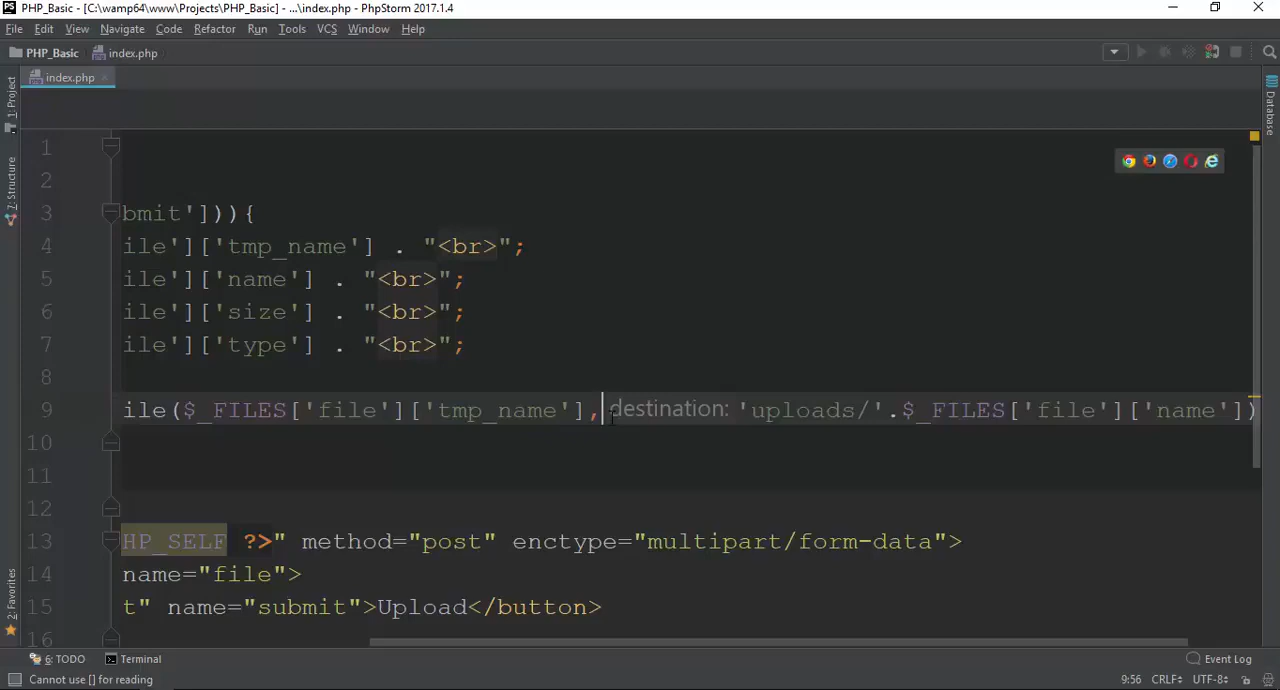 PHP_Basic - [C:\wamp64\www\Projects\PHP_Basic] - ...\index.php - PhpStorm 2017.1.4
File Edit View Navigate Code Refactor Run Tools VCS Window Help
PHP_Basic index.php
index.php
1: Project
7: Structure
2: Favorites
Database
1
2
3 bmit'])){
4 ile']['tmp_name'] . "<br>";
5 ile']['name'] . "<br>";
6 ile']['size'] . "<br>";
7 ile']['type'] . "<br>";
8
9 ile($_FILES['file']['tmp_name'], destination: 'uploads/'.$_FILES['file']['name'])
10
11
12
13 HP_SELF ?>" method="post" enctype="multipart/form-data">
14 name="file">
15 t" name="submit">Upload</button>
16
6: TODO Terminal Event Log
Cannot use [] for reading 9:56 CRLF UTF-8